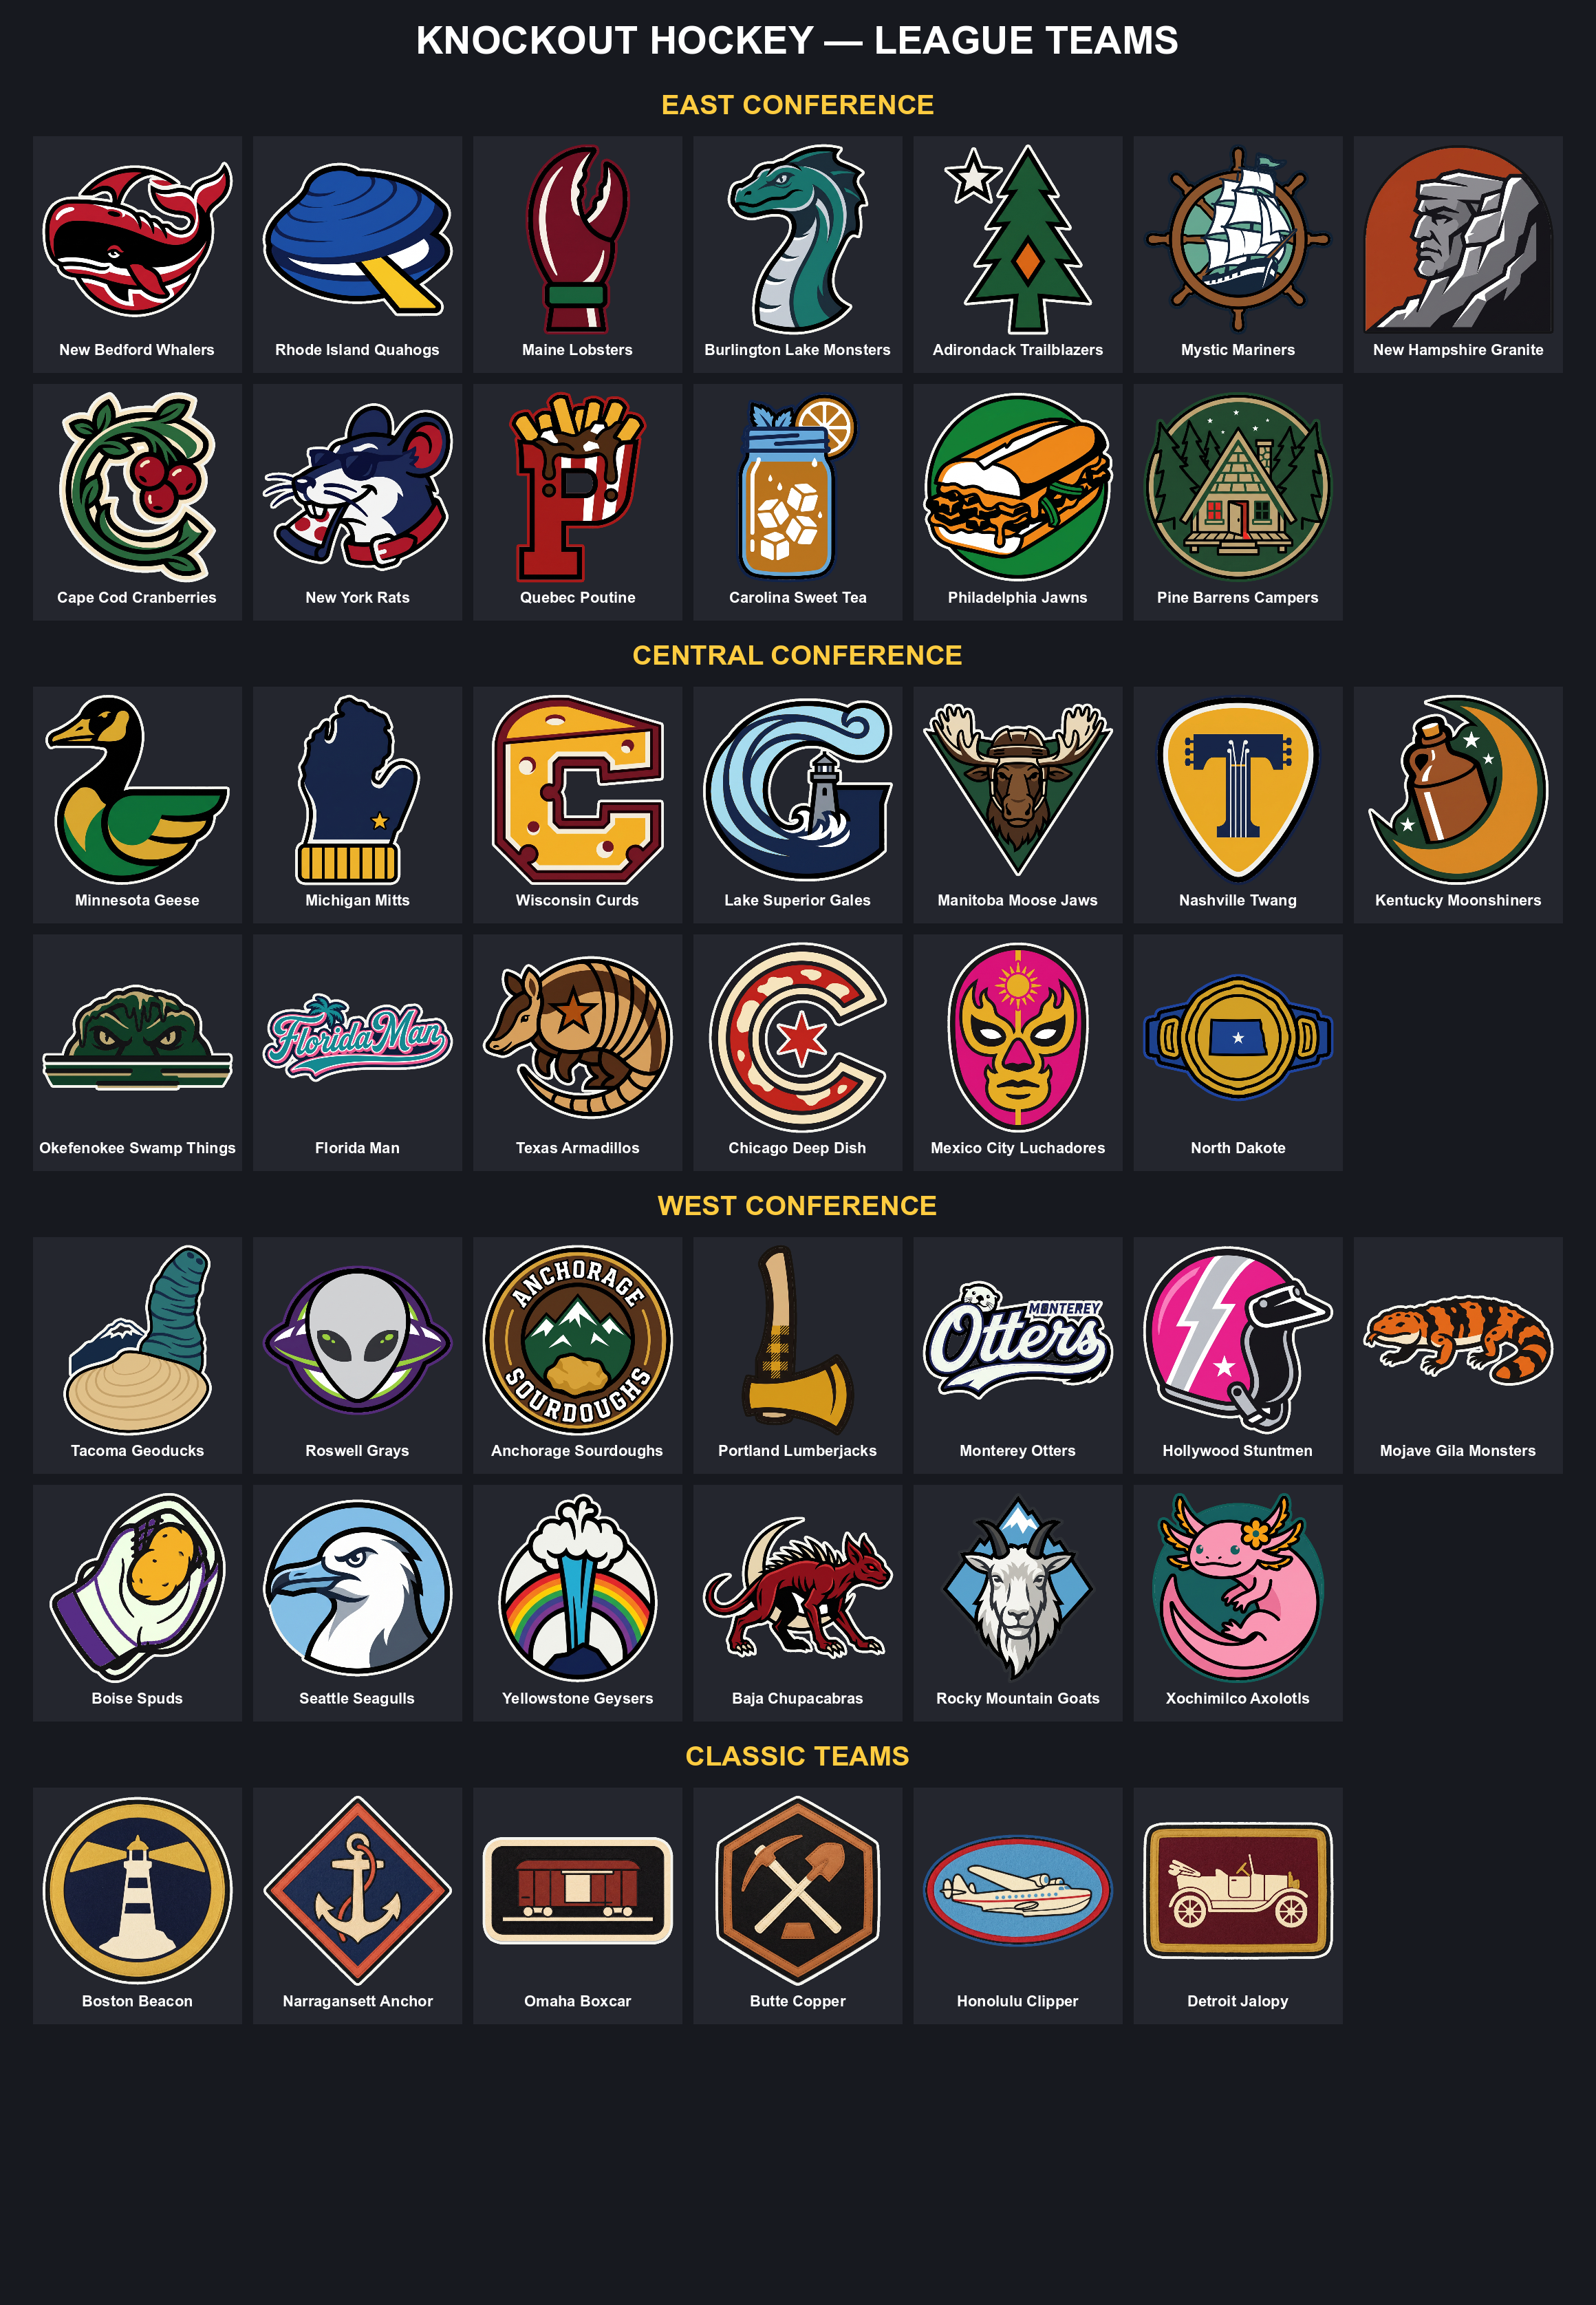 KNOCKOUT HOCKEY — LEAGUE TEAMS
EAST CONFERENCE
New Bedford Whalers
Rhode Island Quahogs
Maine Lobsters
Burlington Lake Monsters
Adirondack Trailblazers
Mystic Mariners
New Hampshire Granite
C
P
Cape Cod Cranberries
New York Rats
Quebec Poutine
Carolina Sweet Tea
Philadelphia Jawns
Pine Barrens Campers
CENTRAL CONFERENCE
C
G
T
Minnesota Geese
Michigan Mitts
Wisconsin Curds
Lake Superior Gales
Manitoba Moose Jaws
Nashville Twang
Kentucky Moonshiners
Florida Man
C
Okefenokee Swamp Things
Florida Man
Texas Armadillos
Chicago Deep Dish
Mexico City Luchadores
North Dakote
WEST CONFERENCE
ANCHORAGE
SOURDOUGHS
MONTEREY
Otters
Tacoma Geoducks
Roswell Grays
Anchorage Sourdoughs
Portland Lumberjacks
Monterey Otters
Hollywood Stuntmen
Mojave Gila Monsters
Boise Spuds
Seattle Seagulls
Yellowstone Geysers
Baja Chupacabras
Rocky Mountain Goats
Xochimilco Axolotls
CLASSIC TEAMS
Boston Beacon
Narragansett Anchor
Omaha Boxcar
Butte Copper
Honolulu Clipper
Detroit Jalopy